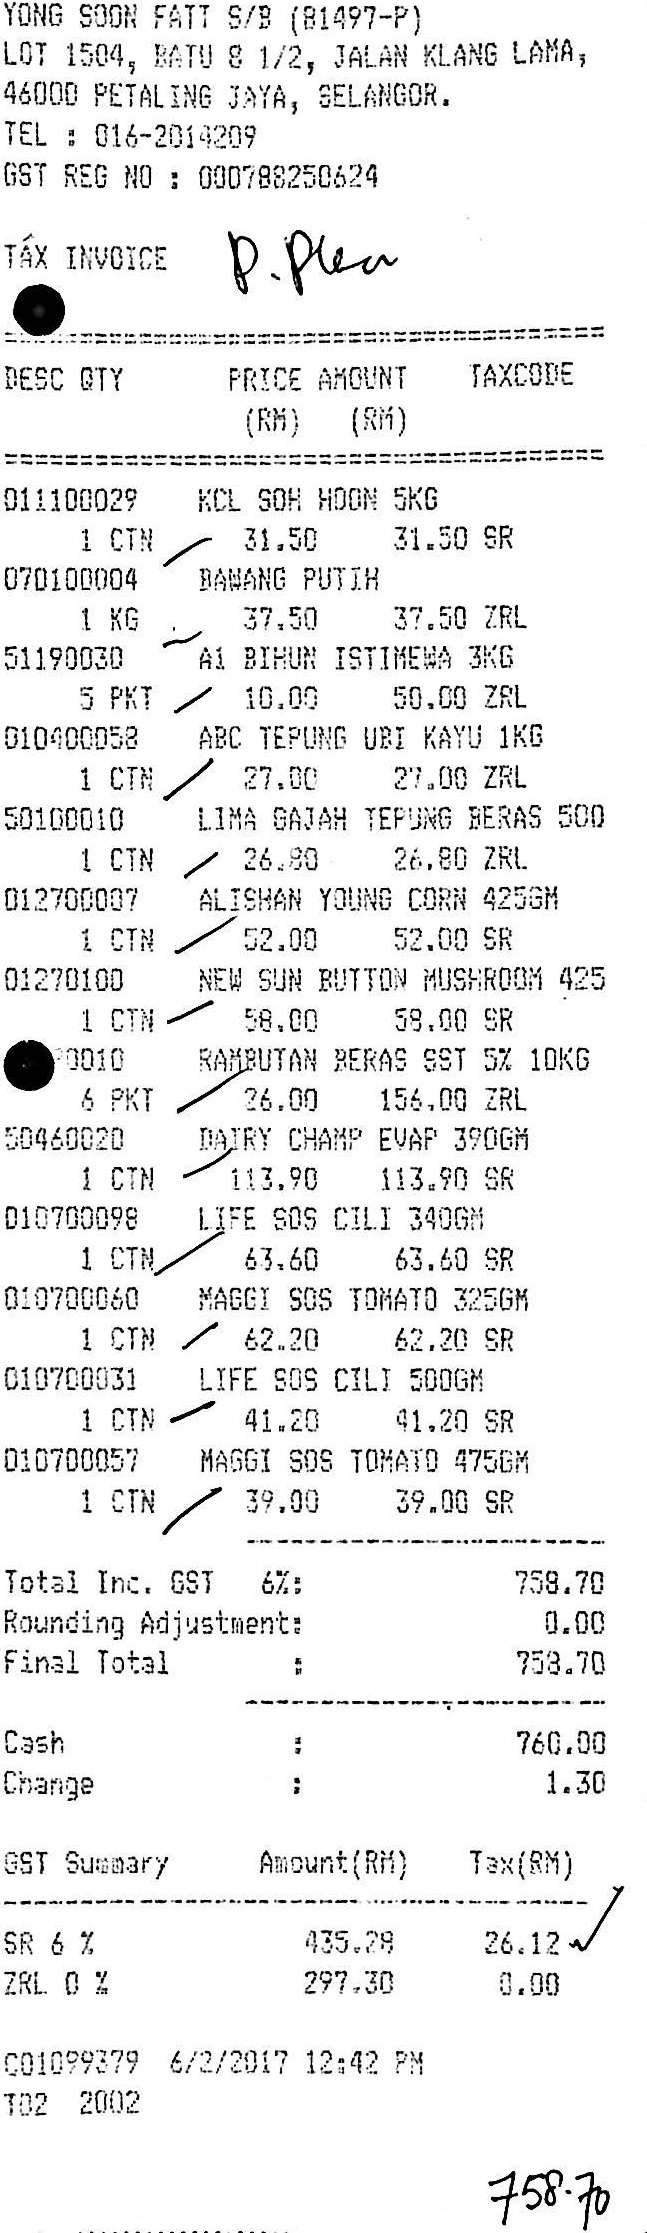 YONG SOON FATT S/B (81497-P)
LOT 1504, BATU 8 1/2, JALAN KLANG LAMA,
46000 PETALING JAYA, SELANGOR.
TEL : 016-2014209
GST REG NO : 000788250624
TAX INVOICE
DESC QTY PRICE AMOUNT TAXCODE
(RM) (RM)
011100029 KCL SOH HOON 5KG
1 CTN 31.50 31.50 SR
070100004 BAWANG PUTIH
1 KG 37.50 37.50 ZRL
51190030 A1 BIHUN ISTIMEWA 3KG
5 PKT 10.00 50.00 ZRL
010400058 ABC TEPUNG UBI KAYU 1KG
1 CTN 27.00 27.00 ZRL
50100010 LIMA GAJAH TEPUNG BERAS 500
1 CTN 26.80 26.80 ZRL
012700007 ALISHAN YOUNG CORN 425GM
1 CTN 52.00 52.00 SR
01270100 NEW SUN BUTTON MUSHROOM 425
1 CTN 58.00 58.00 SR
0010 RAMBUTAN BERAS SST 5% 10KG
6 PKT 26.00 156.00 ZRL
50460020 DAIRY CHAMP EVAP 390GM
1 CTN 113.90 113.90 SR
010700098 LIFE SOS CILI 340GM
1 CTN 63.60 63.60 SR
010700060 MAGGI SOS TOMATO 325GM
1 CTN 62.20 62.20 SR
010700031 LIFE SOS CILI 500GM
1 CTN 41.20 41.20 SR
010700057 MAGGI SOS TOMATO 475GM
1 CTN 39.00 39.00 SR
Total Inc. GST 6%: 758.70
Rounding Adjustment: 0.00
Final Total : 758.70
Cash : 760.00
Change : 1.30
GST Summary Amount(RM) Tax(RM)
SR 6 % 435.28 26.12
ZRL 0 % 297.30 0.00
C01099379 6/2/2017 12:42 PM
T02 2002
758.70